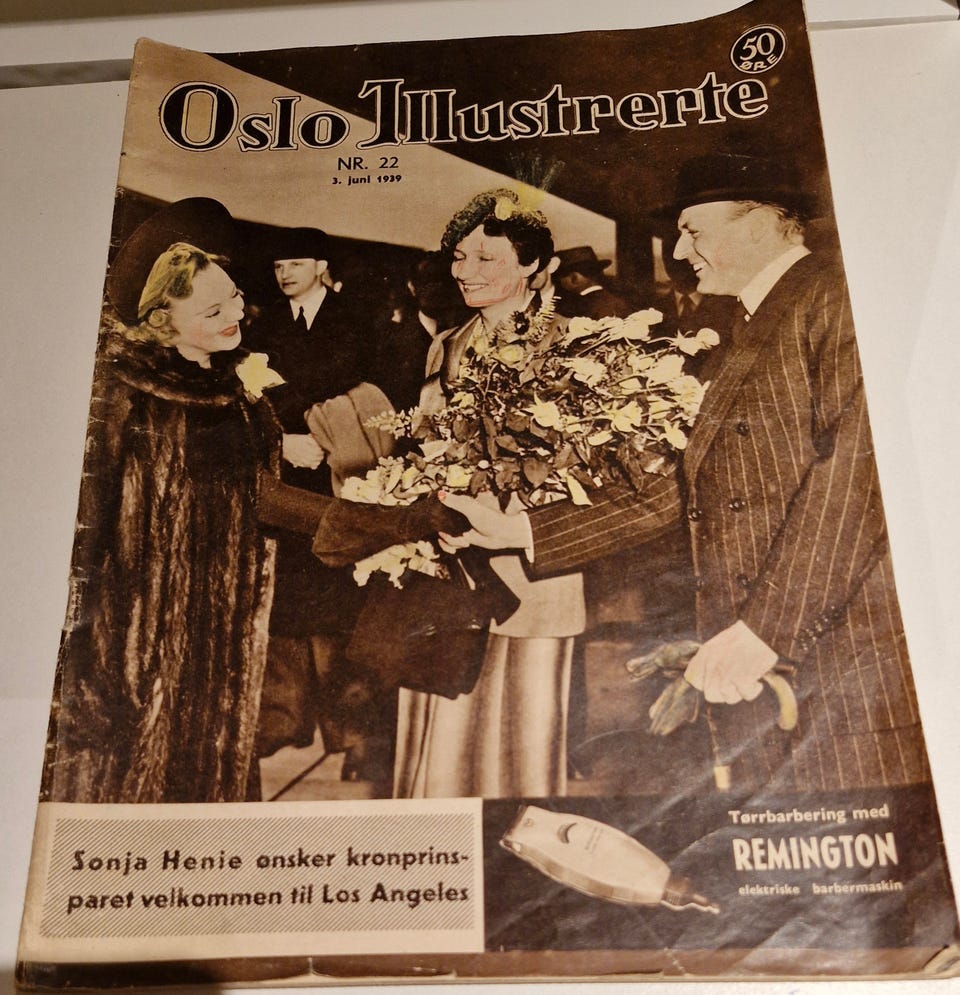 50
ØRE
Oslo Illustrerte
NR. 22
3. juni 1939
Sonja Henie ønsker kronprins-
paret velkommen til Los Angeles
Tørrbarbering med
REMINGTON
elektriske barbermaskin